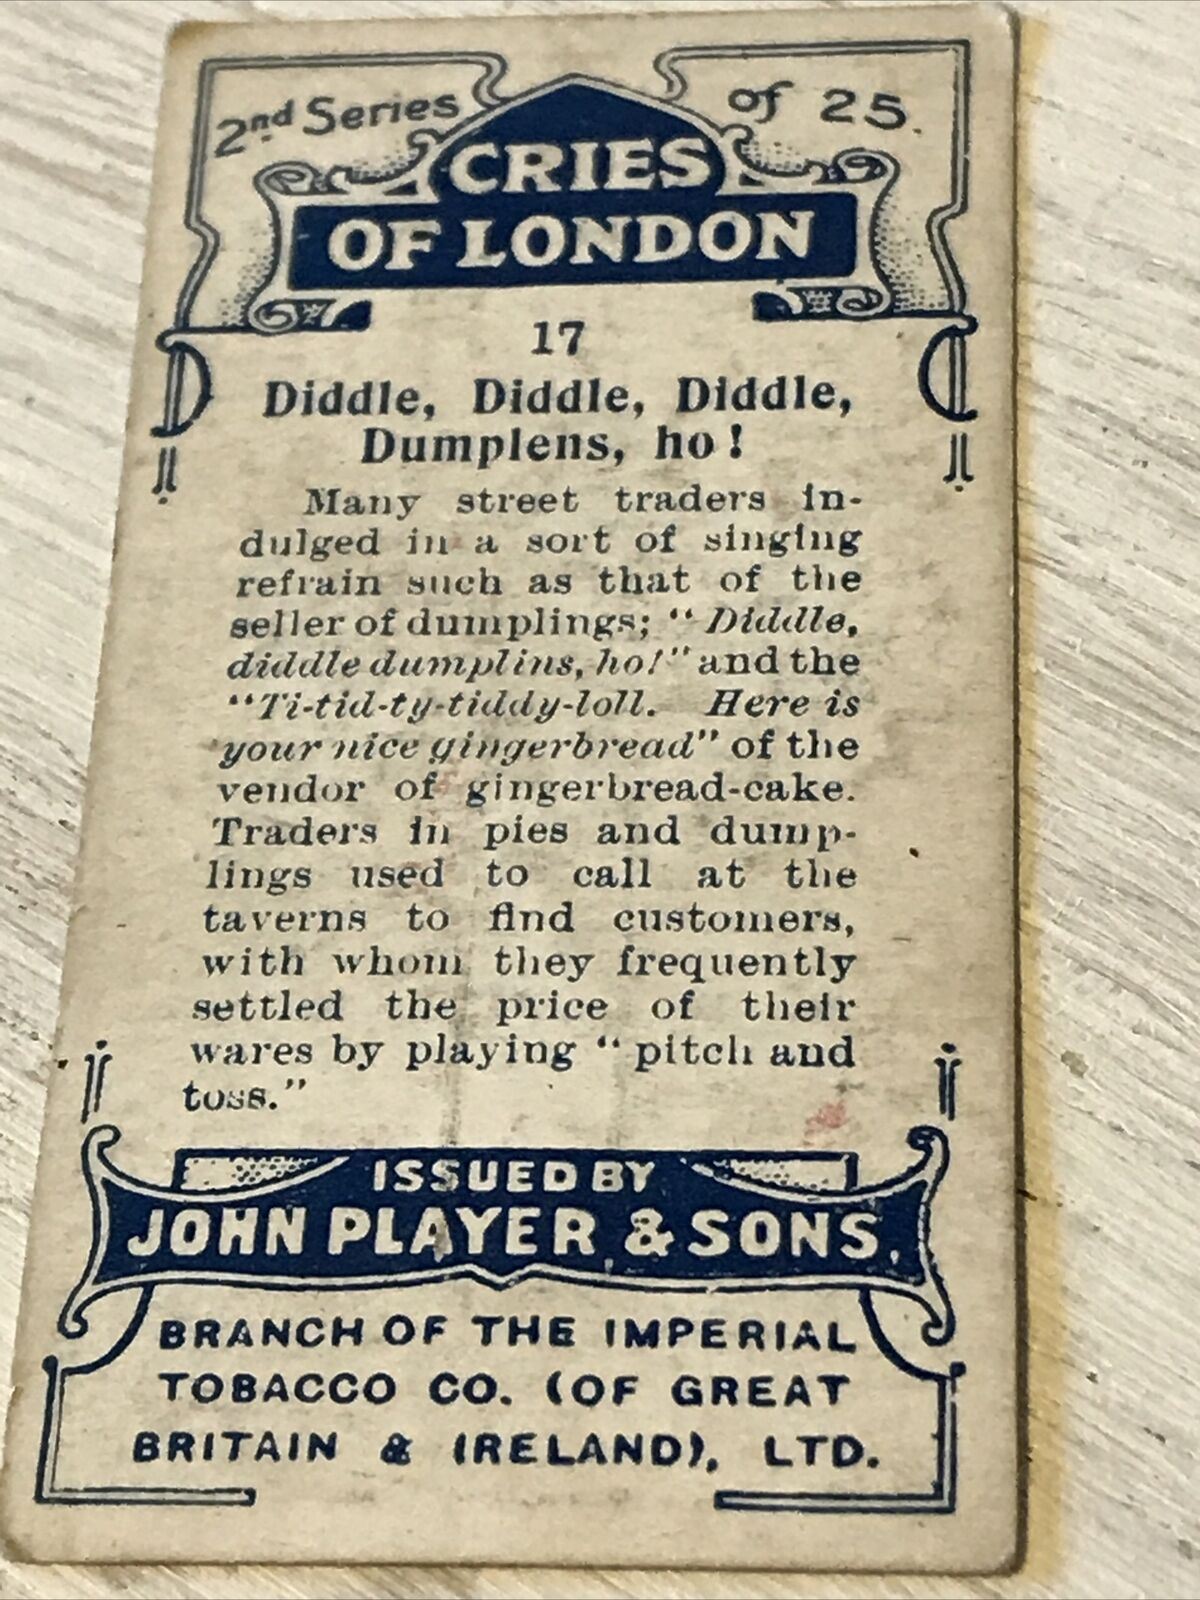 2nd Series of 25.
CRIES
OF LONDON
17
Diddle, Diddle, Diddle,
Dumplens, ho!
Many street traders in-
dulged in a sort of singing
refrain such as that of the
seller of dumplings; "Diddle,
diddle dumplins, ho!" and the
"Ti-tid-ty-tiddy-loll. Here is
your nice gingerbread" of the
vendor of gingerbread-cake.
Traders in pies and dump-
lings used to call at the
taverns to find customers,
with whom they frequently
settled the price of their
wares by playing "pitch and
toss."
ISSUED BY
JOHN PLAYER & SONS,
BRANCH OF THE IMPERIAL
TOBACCO CO. (OF GREAT
BRITAIN & IRELAND), LTD.